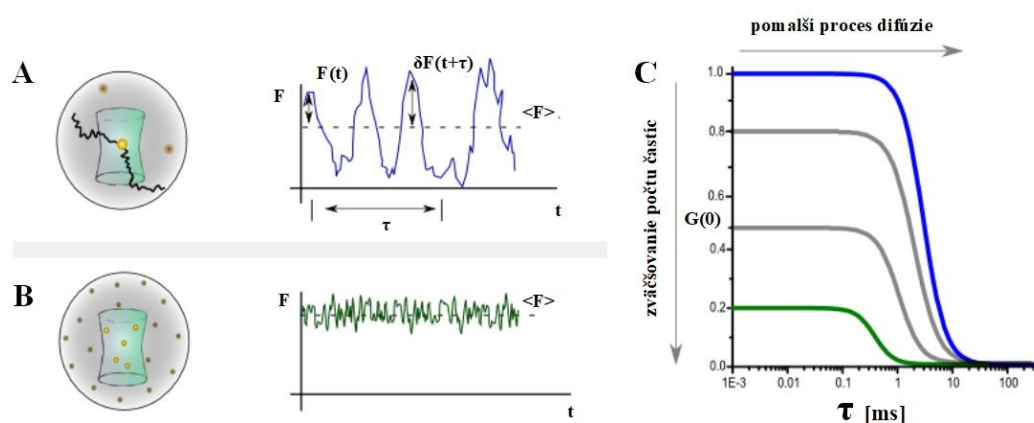 A
F
F(t)
δF(t+τ)
<F>
t
τ
B
F
<F>
t
C
pomalší proces difúzie
zväčšovanie počtu častíc
G(0)
1.0
0.8
0.6
0.4
0.2
0.0
1E-3 0.01 0.1 1 10 100
τ [ms]